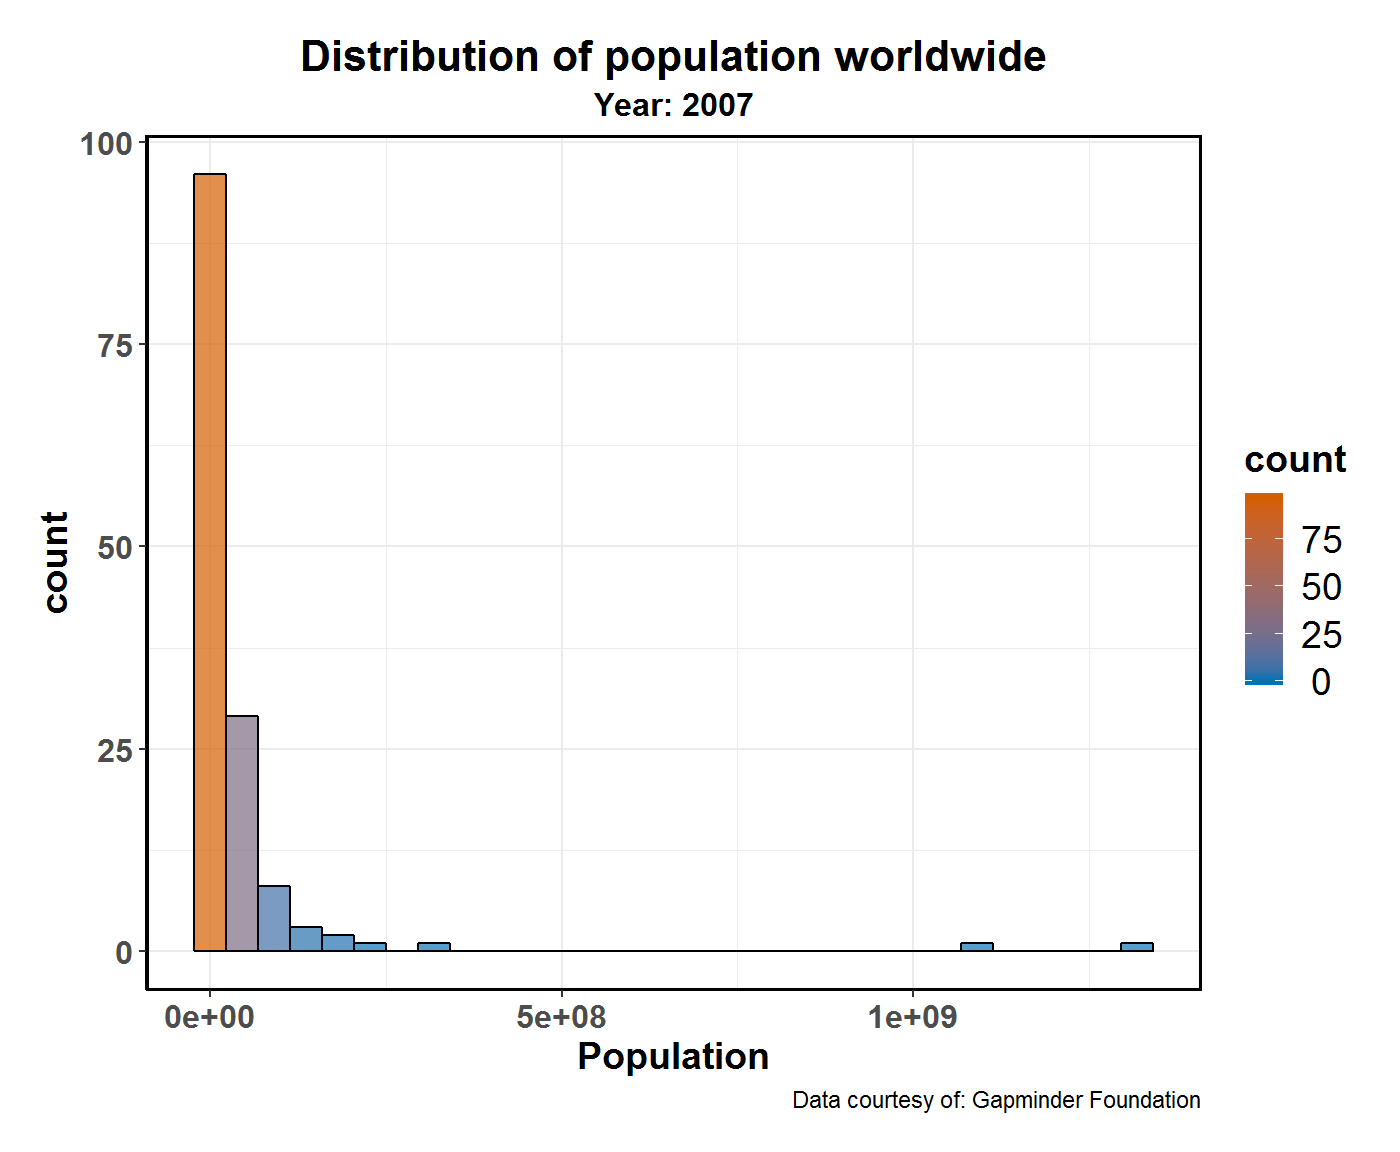 Distribution of population worldwide
Year: 2007
100
75
50
25
0
count
0e+00 5e+08 1e+09
Population
count
75
50
25
0
Data courtesy of: Gapminder Foundation